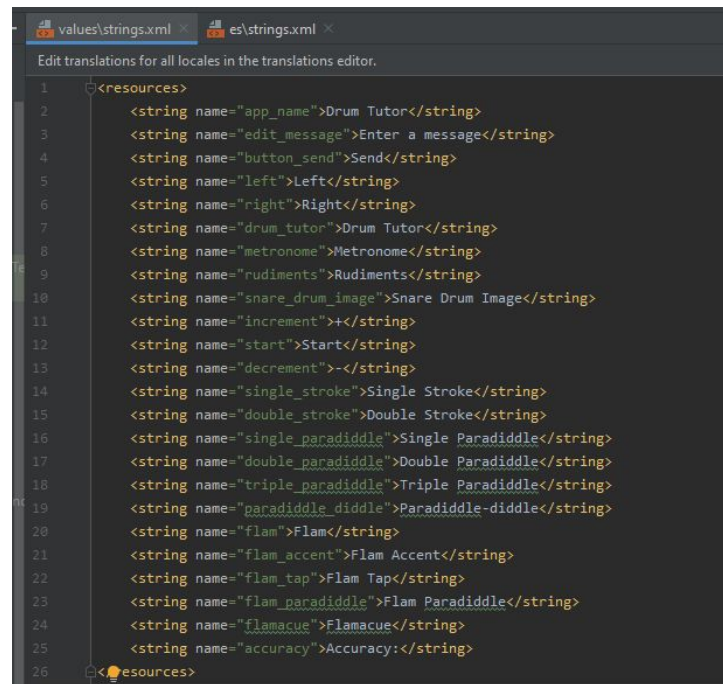 values\strings.xml es\strings.xml
Edit translations for all locales in the translations editor.
1 <resources>
2 <string name="app_name">Drum Tutor</string>
3 <string name="edit_message">Enter a message</string>
4 <string name="button_send">Send</string>
5 <string name="left">Left</string>
6 <string name="right">Right</string>
7 <string name="drum_tutor">Drum Tutor</string>
8 <string name="metronome">Metronome</string>
9 <string name="rudiments">Rudiments</string>
10 <string name="snare_drum_image">Snare Drum Image</string>
11 <string name="increment">+</string>
12 <string name="start">Start</string>
13 <string name="decrement">-</string>
14 <string name="single_stroke">Single Stroke</string>
15 <string name="double_stroke">Double Stroke</string>
16 <string name="single_paradiddle">Single Paradiddle</string>
17 <string name="double_paradiddle">Double Paradiddle</string>
18 <string name="triple_paradiddle">Triple Paradiddle</string>
19 <string name="paradiddle_diddle">Paradiddle-diddle</string>
20 <string name="flam">Flam</string>
21 <string name="flam_accent">Flam Accent</string>
22 <string name="flam_tap">Flam Tap</string>
23 <string name="flam_paradiddle">Flam Paradiddle</string>
24 <string name="flamacue">Flamacue</string>
25 <string name="accuracy">Accuracy:</string>
26 </resources>